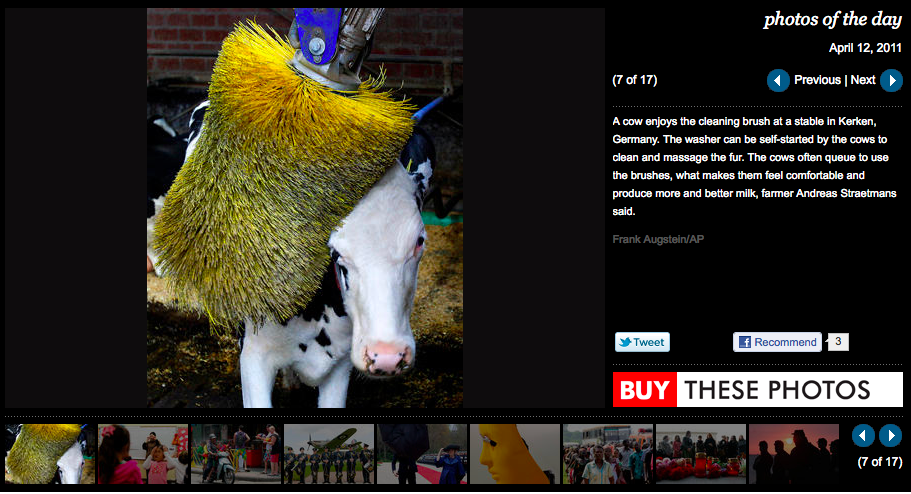 photos of the day
April 12, 2011
(7 of 17)
Previous | Next
A cow enjoys the cleaning brush at a stable in Kerken,
Germany. The washer can be self-started by the cows to
clean and massage the fur. The cows often queue to use
the brushes, what makes them feel comfortable and
produce more and better milk, farmer Andreas Straetmans
said.
Frank Augstein/AP
Tweet
Recommend
3
BUY THESE PHOTOS
(7 of 17)